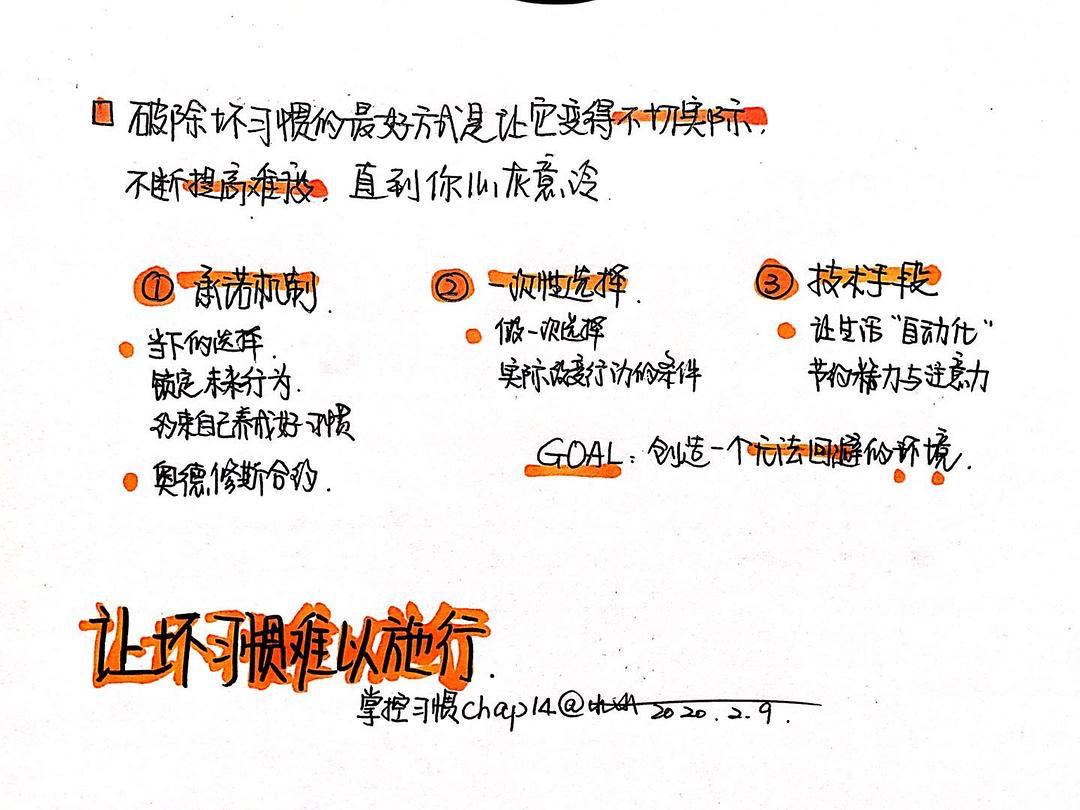 破除坏习惯的最好方式是让它变得不切实际,
不断提高难度, 直到你心灰意冷.
① 承诺机制.
当下的选择.
锁定未来行为.
约束自己养成好习惯
奥德修斯合约.
② 一次性选择.
做一次选择
实际改变行动的条件
③ 技术手段
让生活“自动化”
节约精力与注意力
GOAL: 创造一个无法回避的环境.
让坏习惯难以施行.
掌控习惯Chap14@ 2020.2.9.